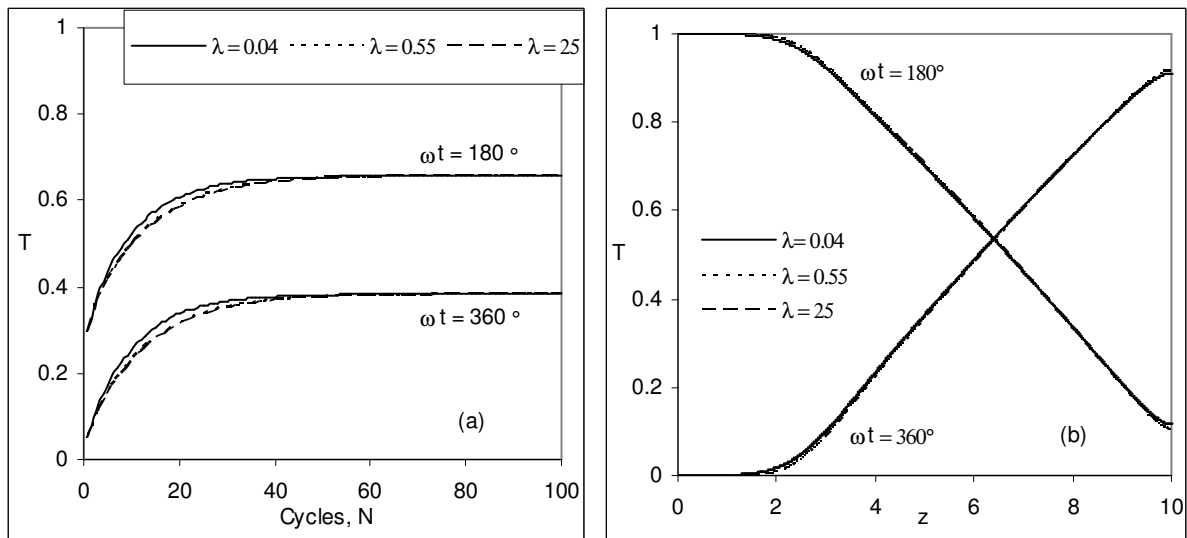 λ = 0.04 λ = 0.55 λ = 25
1
0.8
0.6
0.4
0.2
0
T
ωt = 180 °
ωt = 360 °
(a)
0 20 40 60 80 100
Cycles, N
1
0.8
0.6
0.4
0.2
0
T
ωt = 180°
λ = 0.04
λ = 0.55
λ = 25
ωt = 360°
(b)
0 2 4 6 8 10
z